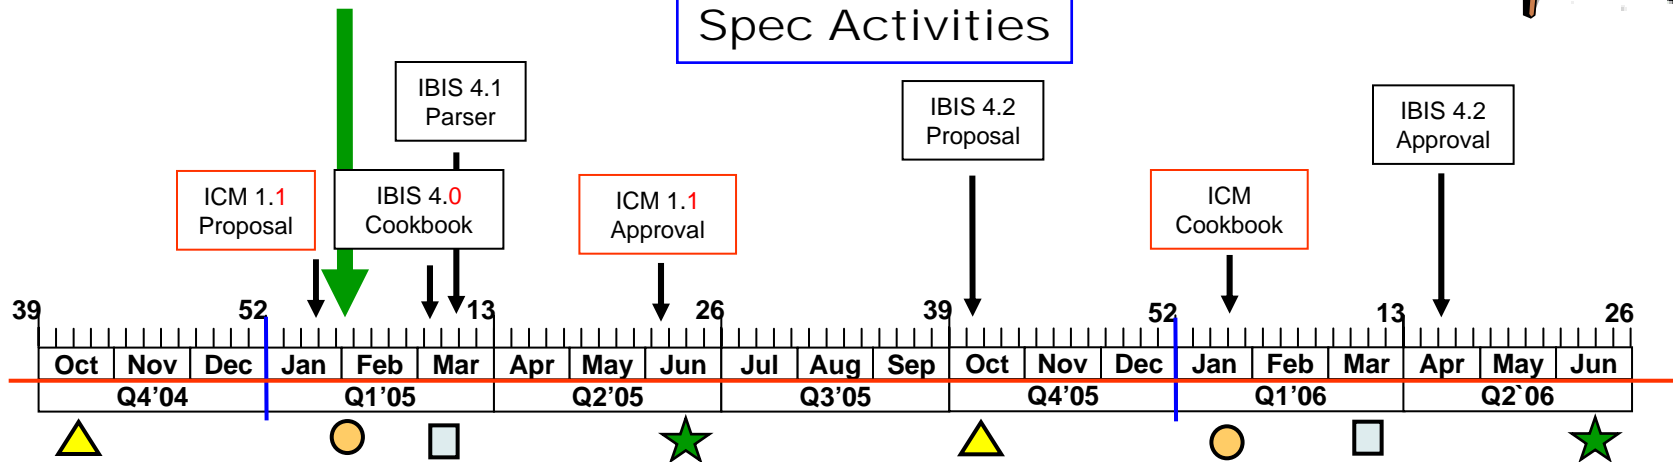 Spec Activities
IBIS 4.1
Parser
IBIS 4.2
Proposal
IBIS 4.2
Approval
ICM 1.1
Proposal
IBIS 4.0
Cookbook
ICM 1.1
Approval
ICM
Cookbook
39 52 13 26 39 52 13 26
Oct Nov Dec Jan Feb Mar Apr May Jun Jul Aug Sep Oct Nov Dec Jan Feb Mar Apr May Jun
Q4’04 Q1’05 Q2’05 Q3’05 Q4’05 Q1’06 Q2`06